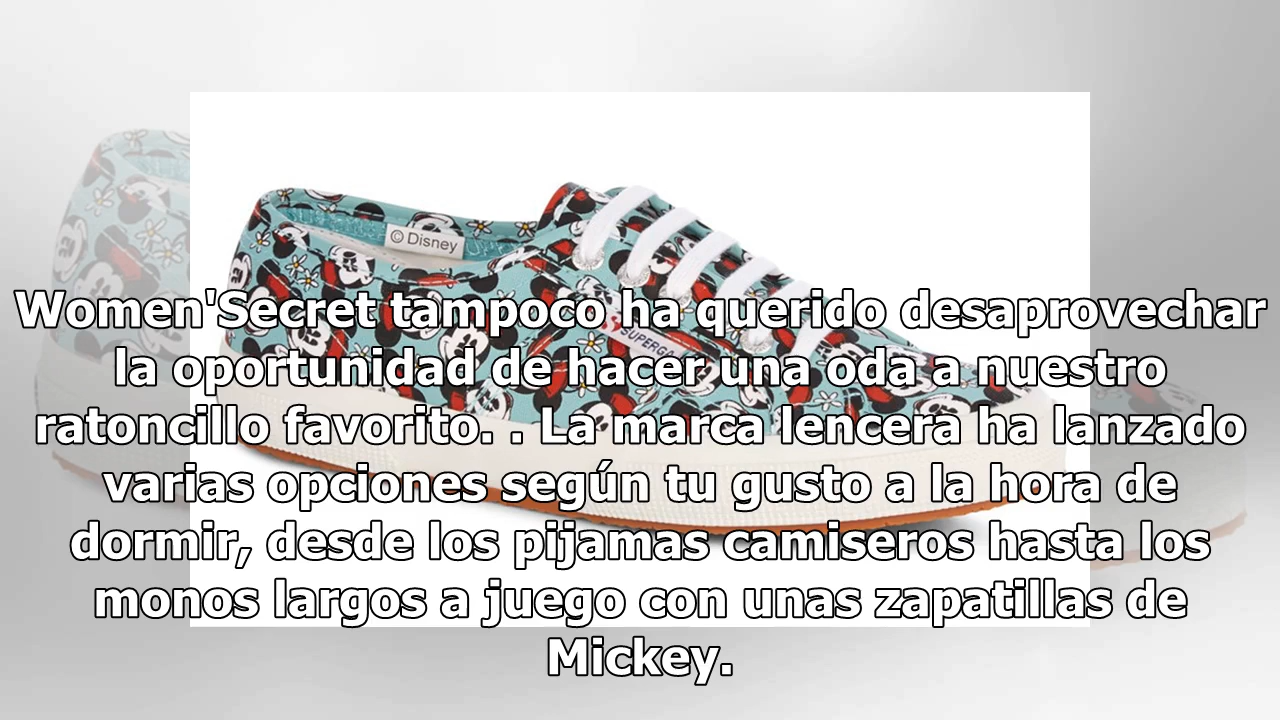 © Disney
SUPERGA
Women'Secret tampoco ha querido desaprovechar
la oportunidad de hacer una oda a nuestro
ratoncillo favorito. . La marca lencera ha lanzado
varias opciones según tu gusto a la hora de
dormir, desde los pijamas camiseros hasta los
monos largos a juego con unas zapatillas de
Mickey.